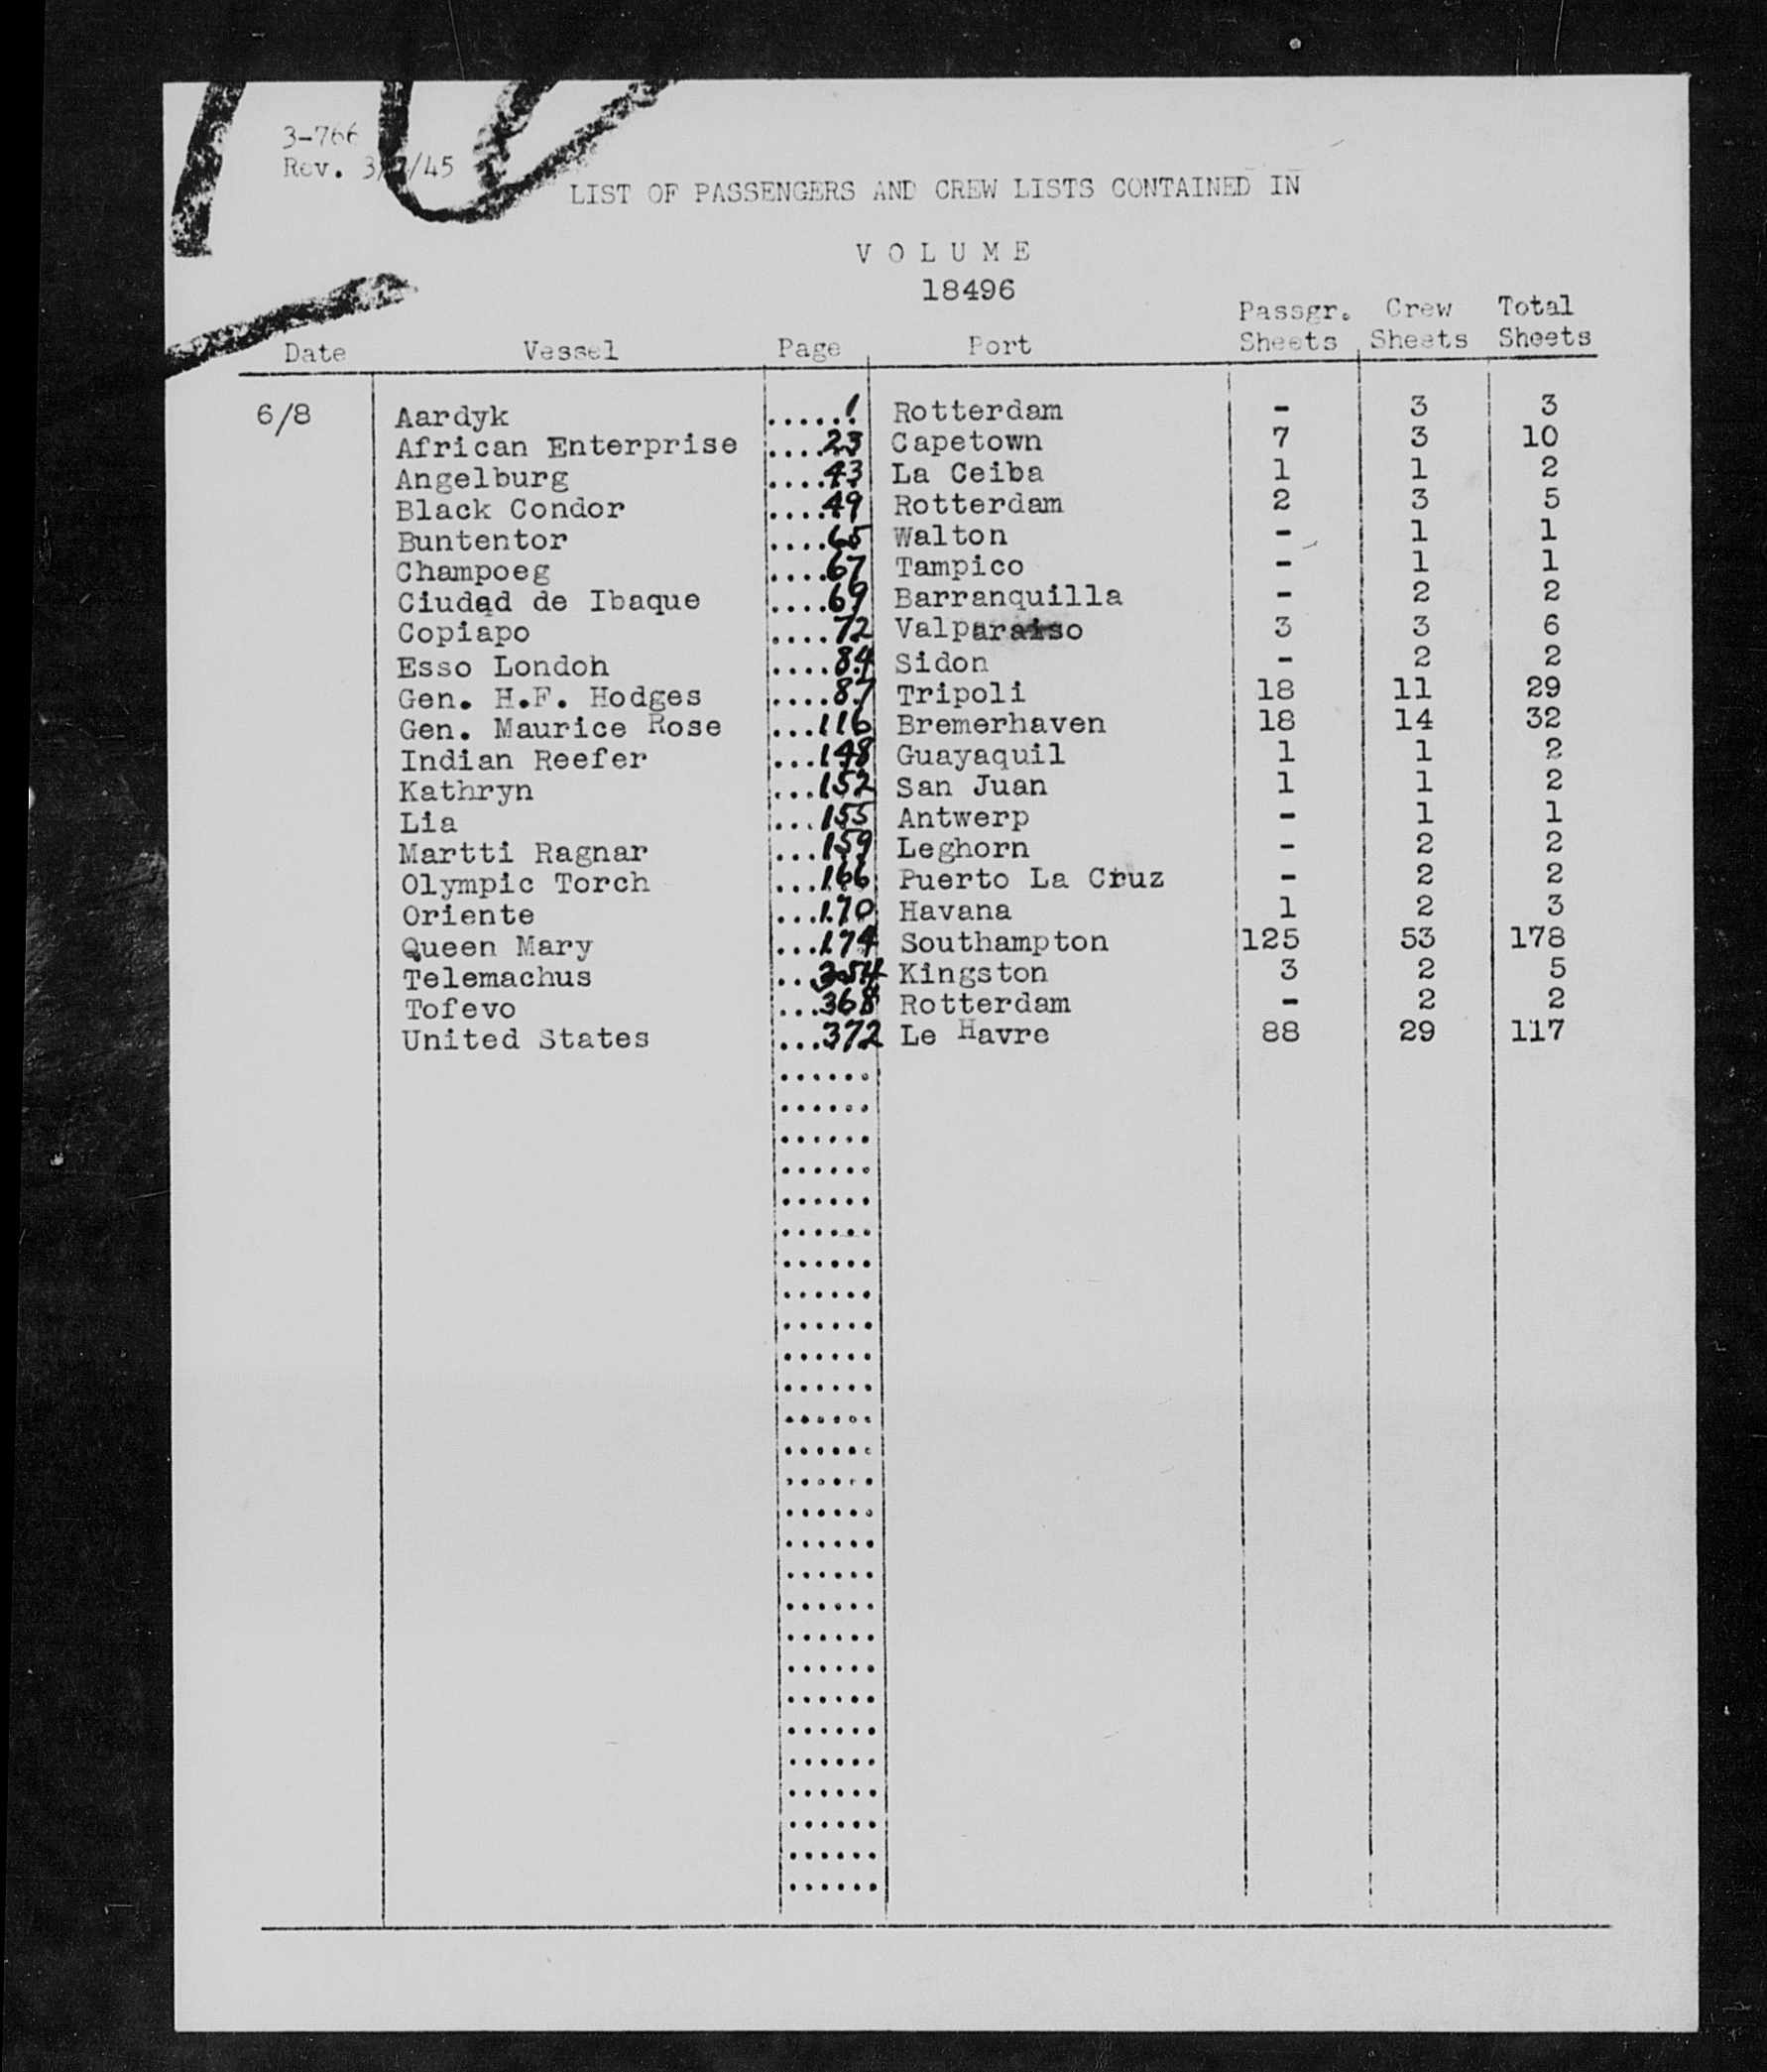 3-766
Rev. 3/ /45
LIST OF PASSENGERS AND CREW LISTS CONTAINED IN
VOLUME
18496
Date Vessel Page Port Passgr. Sheets Crew Sheets Total Sheets
6/8 Aardyk ......1 Rotterdam - 3 3
African Enterprise ....23 Capetown 7 3 10
Angelburg ....43 La Ceiba 1 1 2
Black Condor ....49 Rotterdam 2 3 5
Buntentor ....65 Walton - 1 1
Champoeg ....67 Tampico - 1 1
Ciudad de Ibaque ....69 Barranquilla - 2 2
Copiapo ....72 Valparaiso 3 3 6
Esso London ....84 Sidon - 2 2
Gen. H.F. Hodges ....87 Tripoli 18 11 29
Gen. Maurice Rose ...116 Bremerhaven 18 14 32
Indian Reefer ...148 Guayaquil 1 1 2
Kathryn ...152 San Juan 1 1 2
Lia ...155 Antwerp - 1 1
Martti Ragnar ...159 Leghorn - 2 2
Olympic Torch ...166 Puerto La Cruz - 2 2
Oriente ...170 Havana 1 2 3
Queen Mary ...174 Southampton 125 53 178
Telemachus ...354 Kingston 3 2 5
Tofevo ...368 Rotterdam - 2 2
United States ...372 Le Havre 88 29 117